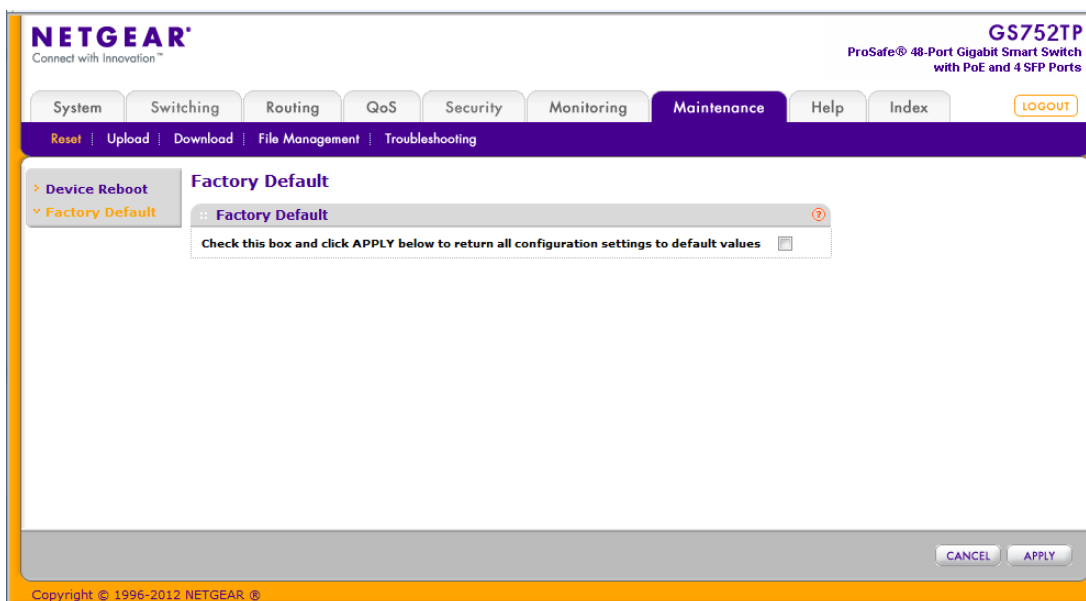 NETGEAR®
Connect with Innovation™
GS752TP
ProSafe® 48-Port Gigabit Smart Switch
with PoE and 4 SFP Ports
System Switching Routing QoS Security Monitoring Maintenance Help Index LOGOUT
Reset | Upload | Download | File Management | Troubleshooting
Device Reboot
Factory Default
Factory Default
Factory Default ?
Check this box and click APPLY below to return all configuration settings to default values
CANCEL APPLY
Copyright © 1996-2012 NETGEAR ®